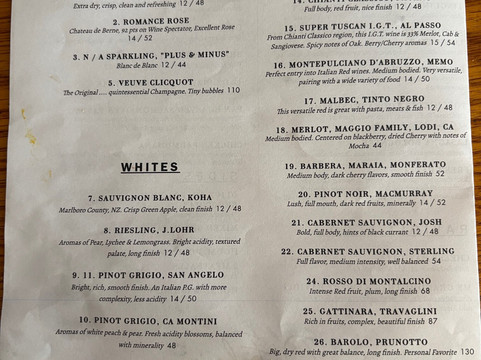 Extra dry, crisp, clean and refreshing 12 / 48
2. ROMANCE ROSE
Chateau de Berne, 92 pts on Wine Spectator, Excellent Rose
14 / 52
3. N / A SPARKLING, "PLUS & MINUS"
Blanc de Blanc 12 / 44
5. VEUVE CLICQUOT
The Original .... quintessential Champagne. Tiny bubbles 110
WHITES
7. SAUVIGNON BLANC, KOHA
Marlboro County, NZ. Crisp Green Apple, clean finish 12 / 48
8. RIESLING, J.LOHR
Aromas of Pear, Lychee & Lemongrass. Bright acidity, textured
palate, long finish 12 / 48
9. 11. PINOT GRIGIO, SAN ANGELO
Bright, rich, smooth finish. An Italian P.G. with more
complexity, less acidity 14 / 50
10. PINOT GRIGIO, CA MONTINI
Aromas of white peach & pear. Fresh acidity blossoms, balanced
with minerality 48
14. CHIANTI
Full body, red fruit, nice finish 12 / 48
15. SUPER TUSCAN I.G.T., AL PASSO
From Chianti Classico region, this I.G.T. wine is 33% Merlot, Cab &
Sangiovese. Spicy notes of Oak. Berry/Cherry aromas 15 / 54
16. MONTEPULCIANO D'ABRUZZO, MEMO
Perfect entry into Italian Red wines. Medium bodied. Very versatile,
pairing with a wide variety of food 14 / 50
17. MALBEC, TINTO NEGRO
This versatile red is great with pasta, meats & fish 12 / 48
18. MERLOT, MAGGIO FAMILY, LODI, CA
Medium bodied. Centered on blackberry, dried Cherry with notes of
Mocha 44
19. BARBERA, MARAIA, MONFERATO
Medium body, dark cherry flavors, smooth finish 52
20. PINOT NOIR, MACMURRAY
Lush, full mouth, dark red fruits, minerally 14 / 52
21. CABERNET SAUVIGNON, JOSH
Bold, full body, hints of black currant 12 / 48
22. CABERNET SAUVIGNON, STERLING
Full flavor, medium intensity, well balanced 54
24. ROSSO DI MONTALCINO
Intense Red fruit, plum, long finish 68
25. GATTINARA, TRAVAGLINI
Rich in fruits, complex, beautiful finish 87
26. BAROLO, PRUNOTTO
Big, dry red with great balance, long finish. Personal Favorite 130